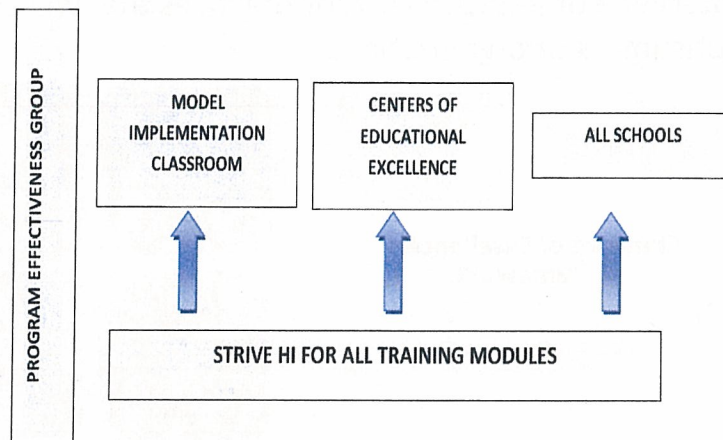 PROGRAM EFFECTIVENESS GROUP
MODEL
IMPLEMENTATION
CLASSROOM
CENTERS OF
EDUCATIONAL
EXCELLENCE
ALL SCHOOLS
STRIVE HI FOR ALL TRAINING MODULES